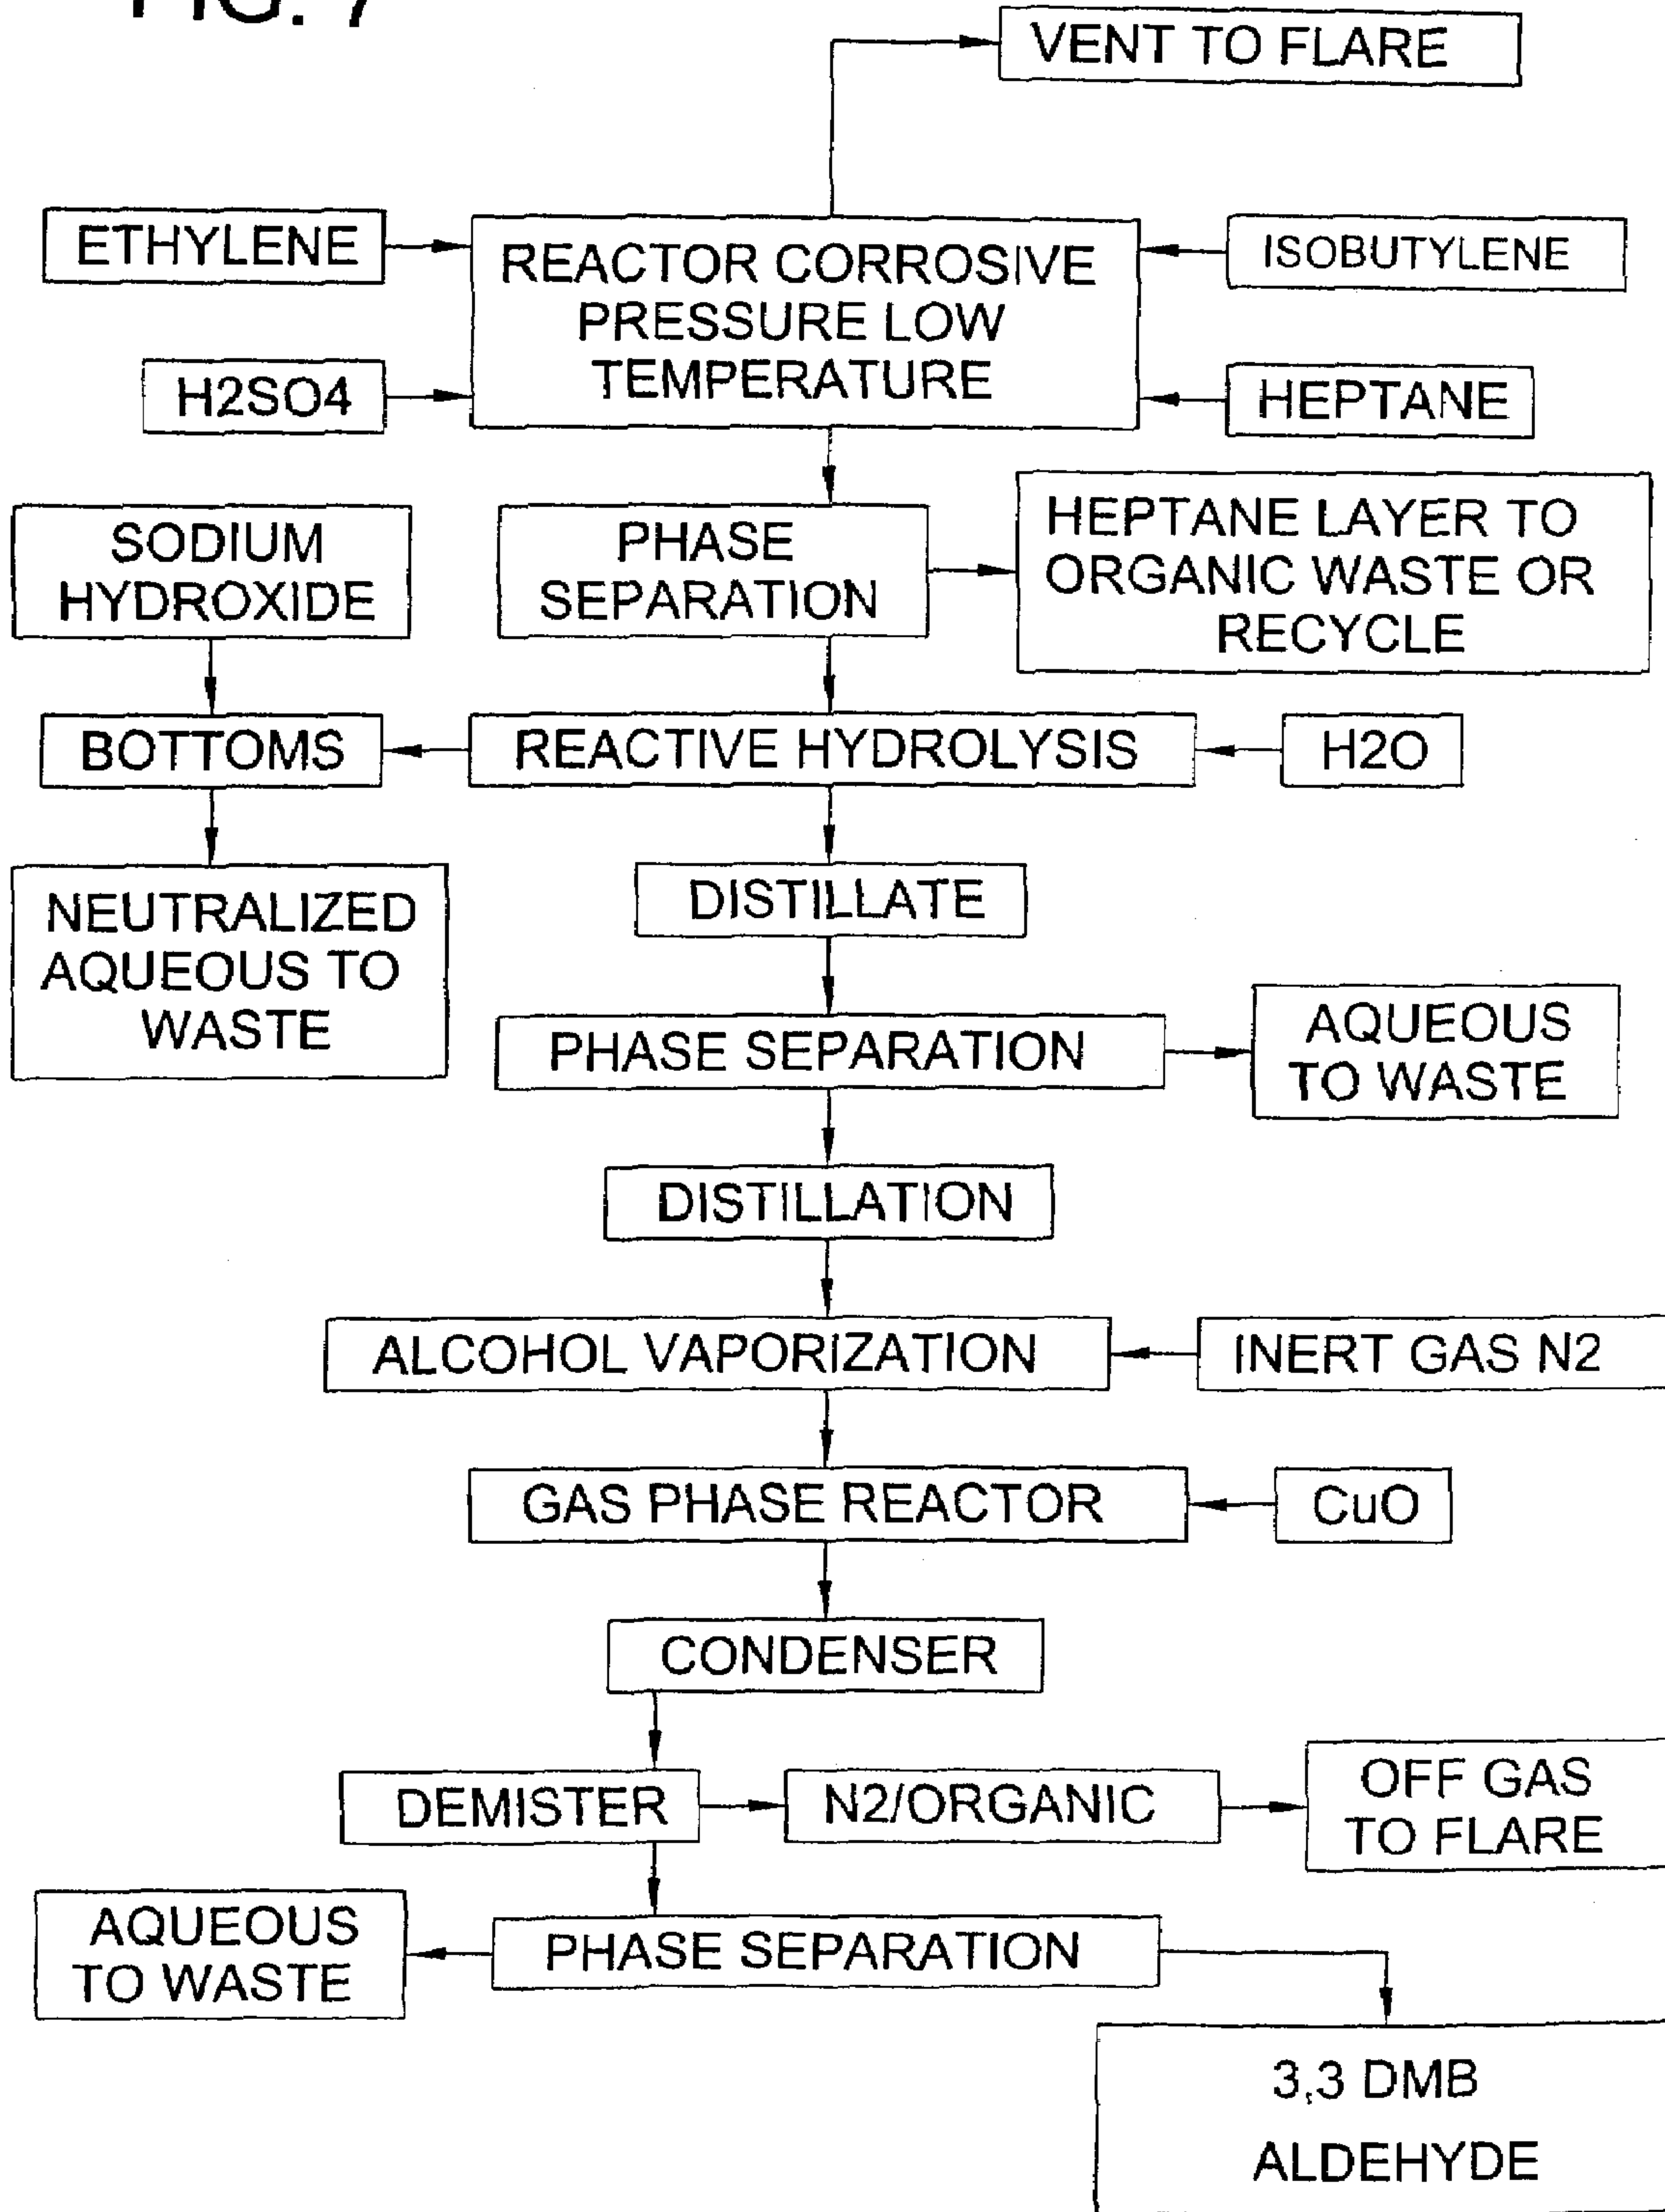 FIG. 7
VENT TO FLARE
ETHYLENE
REACTOR CORROSIVE
PRESSURE LOW
TEMPERATURE
ISOBUTYLENE
H2SO4
HEPTANE
SODIUM
HYDROXIDE
PHASE
SEPARATION
HEPTANE LAYER TO
ORGANIC WASTE OR
RECYCLE
BOTTOMS
REACTIVE HYDROLYSIS
H2O
NEUTRALIZED
AQUEOUS TO
WASTE
DISTILLATE
PHASE SEPARATION
AQUEOUS
TO WASTE
DISTILLATION
ALCOHOL VAPORIZATION
INERT GAS N2
GAS PHASE REACTOR
CuO
CONDENSER
DEMISTER
N2/ORGANIC
OFF GAS
TO FLARE
AQUEOUS
TO WASTE
PHASE SEPARATION
3,3 DMB
ALDEHYDE